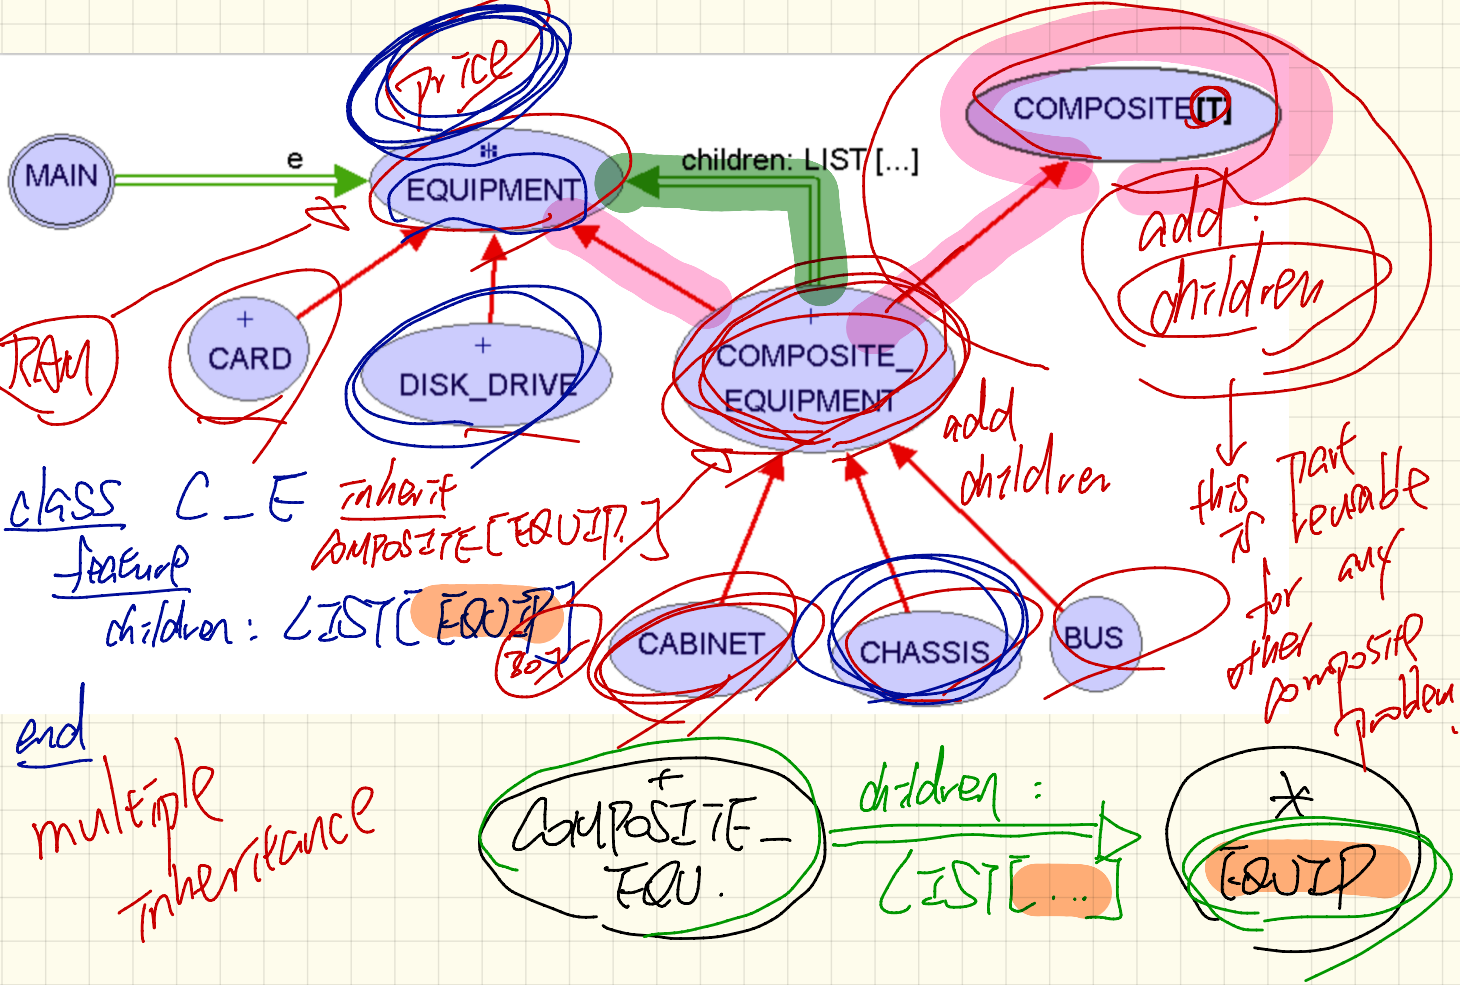 price
COMPOSITE[T]
MAIN
e
*
EQUIPMENT
children: LIST [...]
add
children
RAM
+
CARD
+
DISK_DRIVE
+
COMPOSITE_
EQUIPMENT
add
children
class C_E inherit
COMPOSITE[EQUIP.]
feature
children: LIST[EQUIP]
end
this is part reusable for any other composite problem.
BOX
CABINET
CHASSIS
BUS
multiple
inheritance
+
COMPOSITE_
EQU.
children:
LIST[...]
*
EQUIP